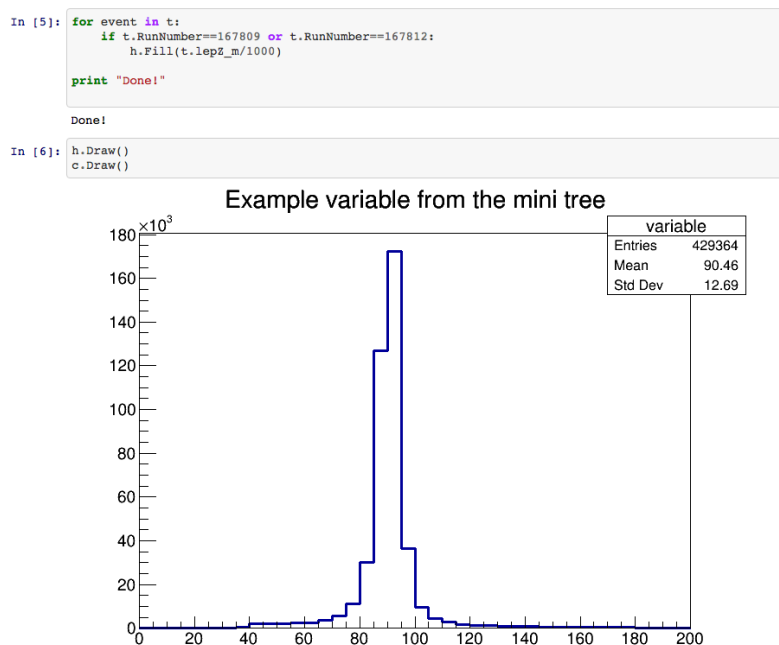 In [5]: for event in t:
if t.RunNumber==167809 or t.RunNumber==167812:
h.Fill(t.lepZ_m/1000)
print "Done!"
Done!
In [6]: h.Draw()
c.Draw()
Example variable from the mini tree
×10³
variable
Entries 429364
Mean 90.46
Std Dev 12.69
180
160
140
120
100
80
60
40
20
0
0 20 40 60 80 100 120 140 160 180 200